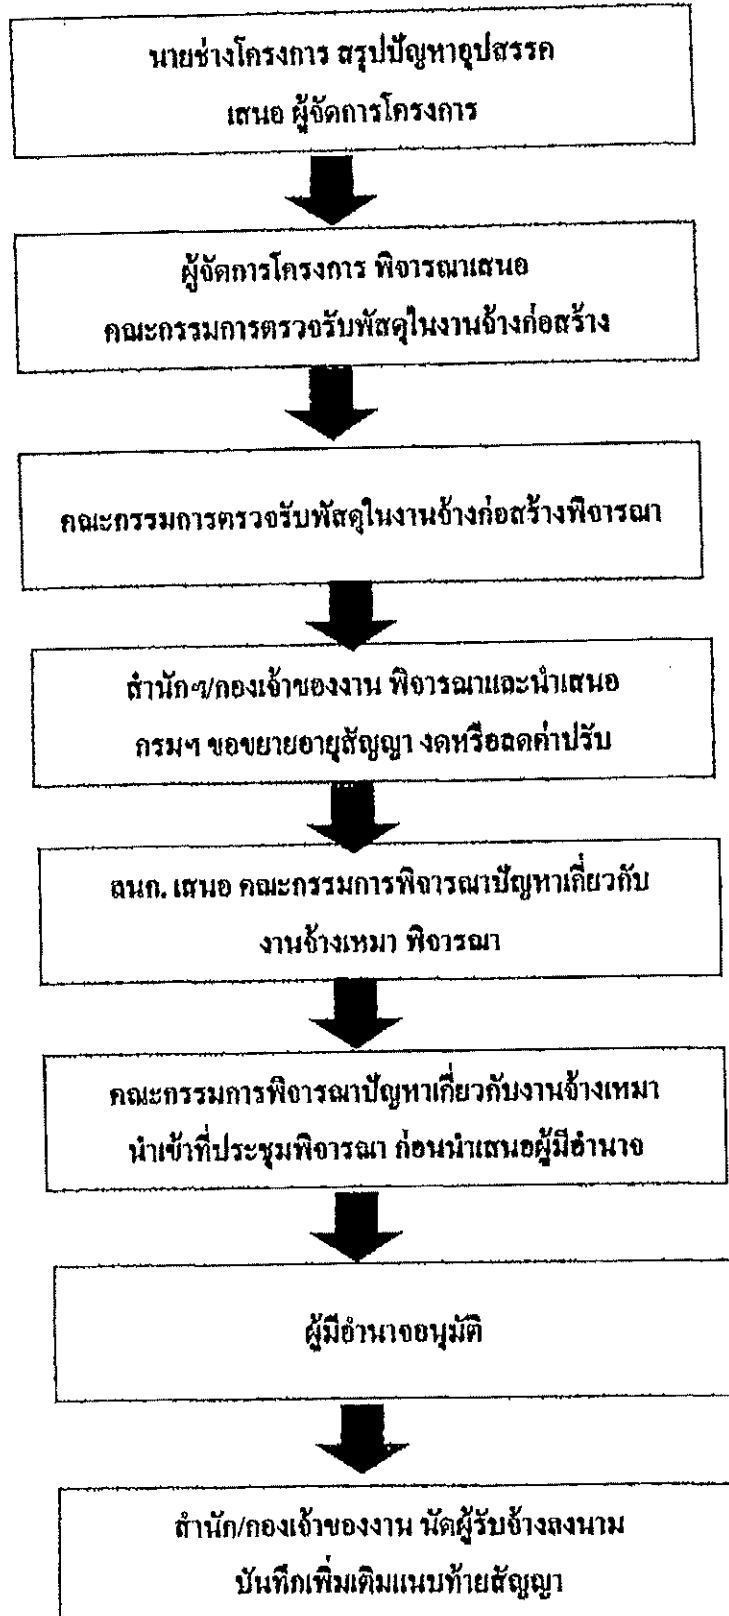 นายช่างโครงการ สรุปปัญหาอุปสรรค
เสนอ ผู้จัดการโครงการ
ผู้จัดการโครงการ พิจารณาเสนอ
คณะกรรมการตรวจรับพัสดุในงานจ้างก่อสร้าง
คณะกรรมการตรวจรับพัสดุในงานจ้างก่อสร้างพิจารณา
สำนักฯ/กองเจ้าของงาน พิจารณาและนำเสนอ
กรมฯ ขอขยายอายุสัญญา งดหรือลดค่าปรับ
ลนก. เสนอ คณะกรรมการพิจารณาปัญหาเกี่ยวกับ
งานจ้างเหมา พิจารณา
คณะกรรมการพิจารณาปัญหาเกี่ยวกับงานจ้างเหมา
นำเข้าที่ประชุมพิจารณา ก่อนนำเสนอผู้มีอำนาจ
ผู้มีอำนาจอนุมัติ
สำนัก/กองเจ้าของงาน นัดผู้รับจ้างลงนาม
บันทึกเพิ่มเติมแนบท้ายสัญญา